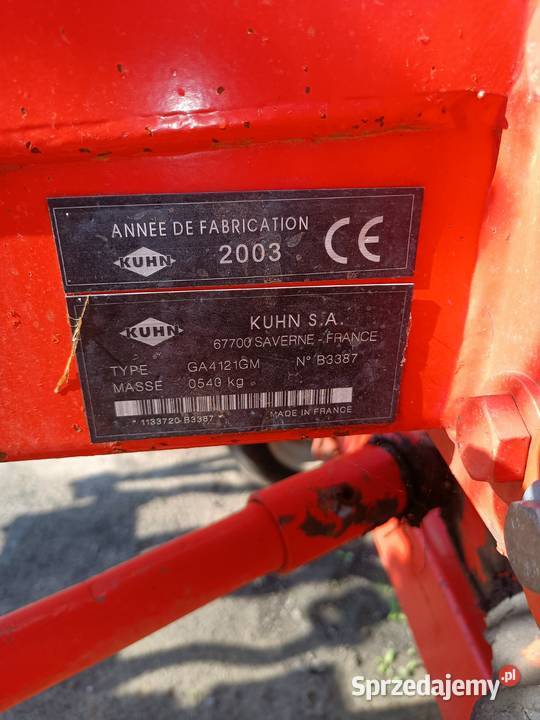 ANNEE DE FABRICATION
KUHN 2003 CE
KUHN KUHN S.A.
67700 SAVERNE - FRANCE
TYPE GA4121GM N° B3387
MASSE 0540 kg
MADE IN FRANCE
* 1133720 B3387 *
Sprzedajemy.pl